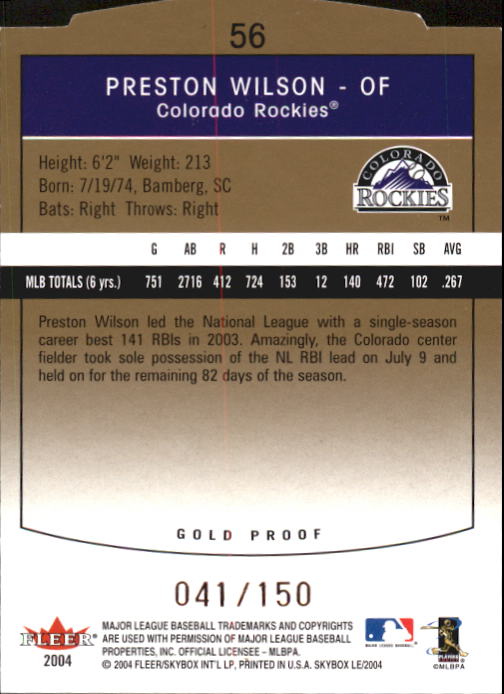 56
PRESTON WILSON - OF
Colorado Rockies®
Height: 6'2" Weight: 213
Born: 7/19/74, Bamberg, SC
Bats: Right Throws: Right
COLORADO
ROCKIES
TM
G AB R H 2B 3B HR RBI SB AVG
MLB TOTALS (6 yrs.) 751 2716 412 724 153 12 140 472 102 .267
Preston Wilson led the National League with a single-season
career best 141 RBIs in 2003. Amazingly, the Colorado center
fielder took sole possession of the NL RBI lead on July 9 and
held on for the remaining 82 days of the season.
GOLD PROOF
041/150
FLEER®
2004
MAJOR LEAGUE BASEBALL TRADEMARKS AND COPYRIGHTS
ARE USED WITH PERMISSION OF MAJOR LEAGUE BASEBALL
PROPERTIES, INC. OFFICIAL LICENSEE - MLBPA.
© 2004 FLEER/SKYBOX INT'L LP, PRINTED IN U.S.A. SKYBOX LE/2004
MAJOR LEAGUE BASEBALL
PLAYERS
©MLBPA